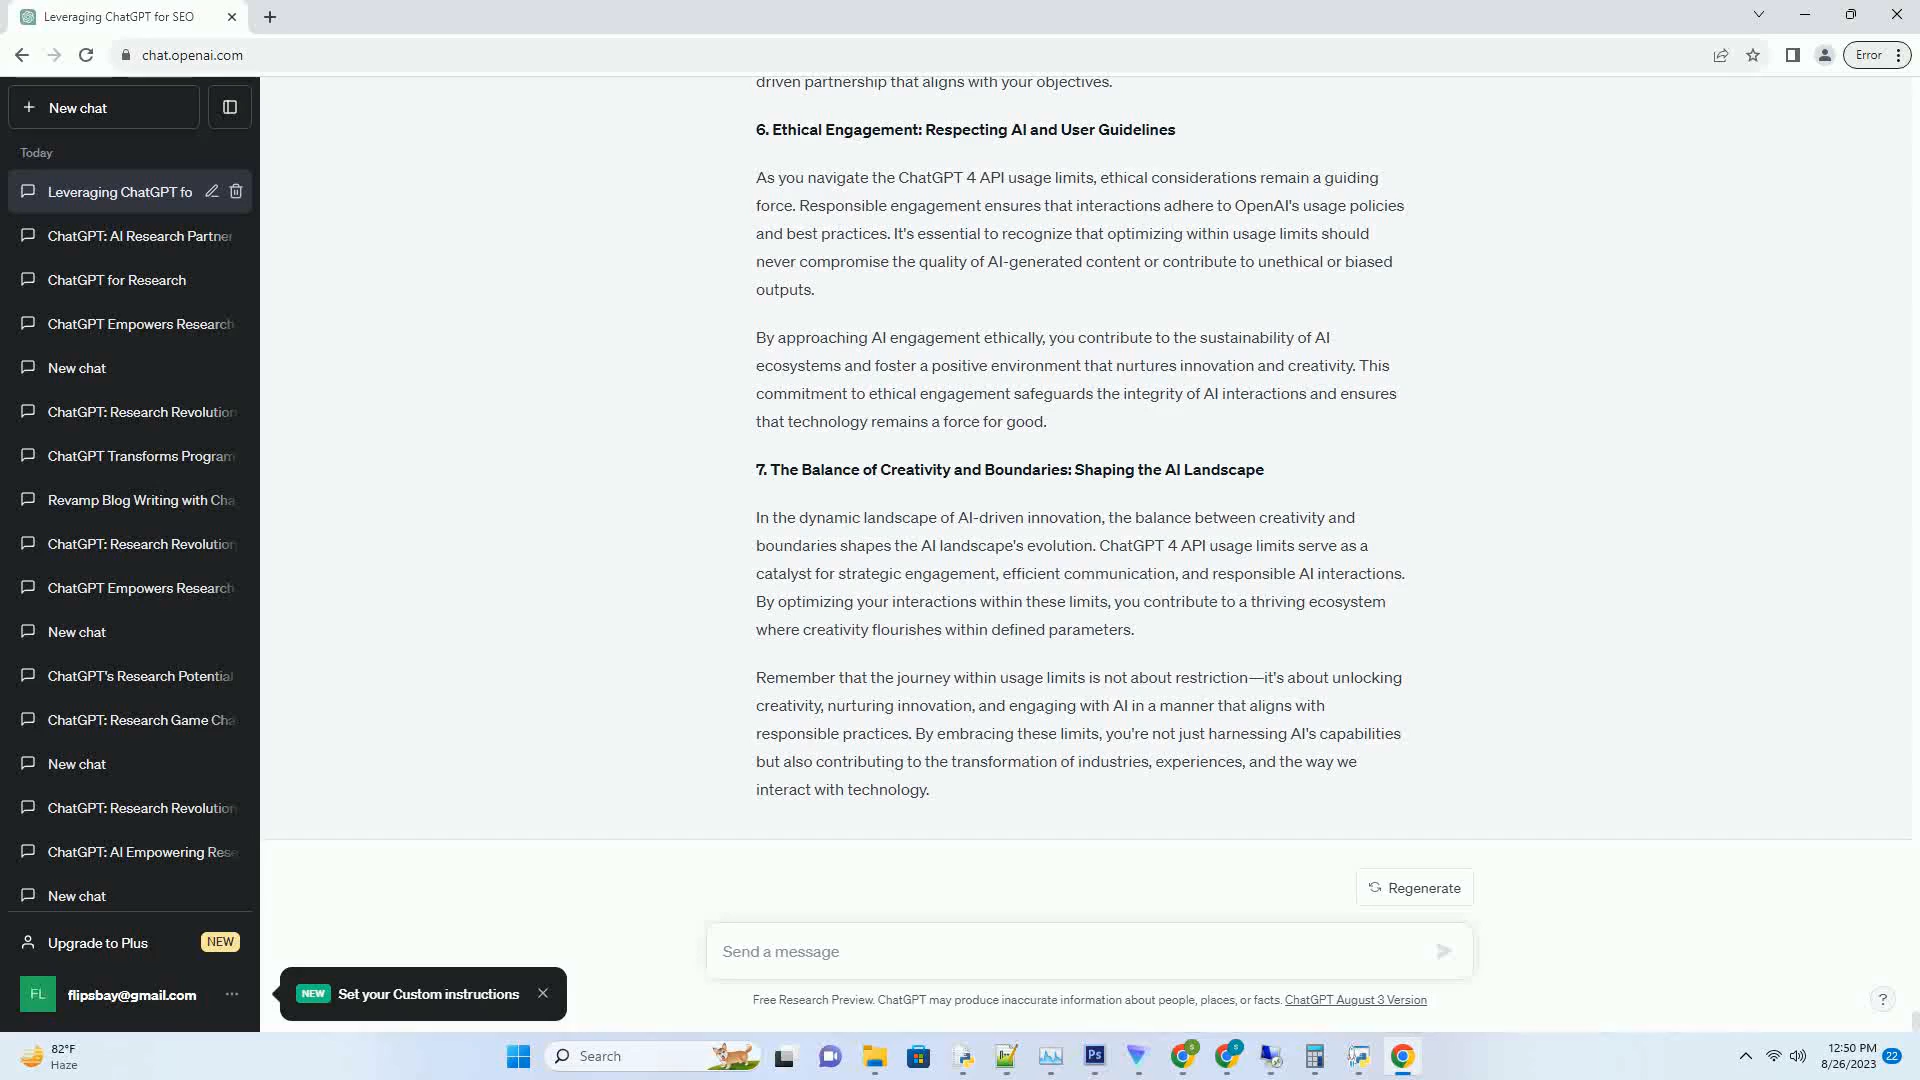 Leveraging ChatGPT for SEO
chat.openai.com
Error
New chat
Today
Leveraging ChatGPT fo
ChatGPT: AI Research Partner
ChatGPT for Research
ChatGPT Empowers Research
New chat
ChatGPT: Research Revolution
ChatGPT Transforms Program
Revamp Blog Writing with Cha
ChatGPT: Research Revolution
ChatGPT Empowers Research
New chat
ChatGPT's Research Potential
ChatGPT: Research Game Cha
New chat
ChatGPT: Research Revolution
ChatGPT: AI Empowering Rese
New chat
Upgrade to Plus NEW
FL flipsbay@gmail.com
driven partnership that aligns with your objectives.
6. Ethical Engagement: Respecting AI and User Guidelines
As you navigate the ChatGPT 4 API usage limits, ethical considerations remain a guiding
force. Responsible engagement ensures that interactions adhere to OpenAI's usage policies
and best practices. It's essential to recognize that optimizing within usage limits should
never compromise the quality of AI-generated content or contribute to unethical or biased
outputs.
By approaching AI engagement ethically, you contribute to the sustainability of AI
ecosystems and foster a positive environment that nurtures innovation and creativity. This
commitment to ethical engagement safeguards the integrity of AI interactions and ensures
that technology remains a force for good.
7. The Balance of Creativity and Boundaries: Shaping the AI Landscape
In the dynamic landscape of AI-driven innovation, the balance between creativity and
boundaries shapes the AI landscape's evolution. ChatGPT 4 API usage limits serve as a
catalyst for strategic engagement, efficient communication, and responsible AI interactions.
By optimizing your interactions within these limits, you contribute to a thriving ecosystem
where creativity flourishes within defined parameters.
Remember that the journey within usage limits is not about restriction—it's about unlocking
creativity, nurturing innovation, and engaging with AI in a manner that aligns with
responsible practices. By embracing these limits, you're not just harnessing AI's capabilities
but also contributing to the transformation of industries, experiences, and the way we
interact with technology.
Regenerate
Send a message
NEW Set your Custom instructions
Free Research Preview. ChatGPT may produce inaccurate information about people, places, or facts. ChatGPT August 3 Version
?
82°F
Haze
Search
Ps
S
S
12:50 PM
8/26/2023
22